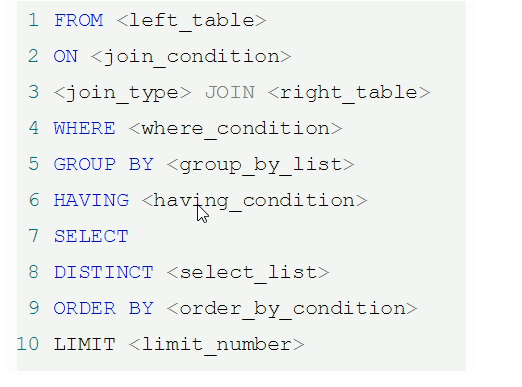 1 FROM <left_table>
2 ON <join_condition>
3 <join_type> JOIN <right_table>
4 WHERE <where_condition>
5 GROUP BY <group_by_list>
6 HAVING <having_condition>
7 SELECT
8 DISTINCT <select_list>
9 ORDER BY <order_by_condition>
10 LIMIT <limit_number>